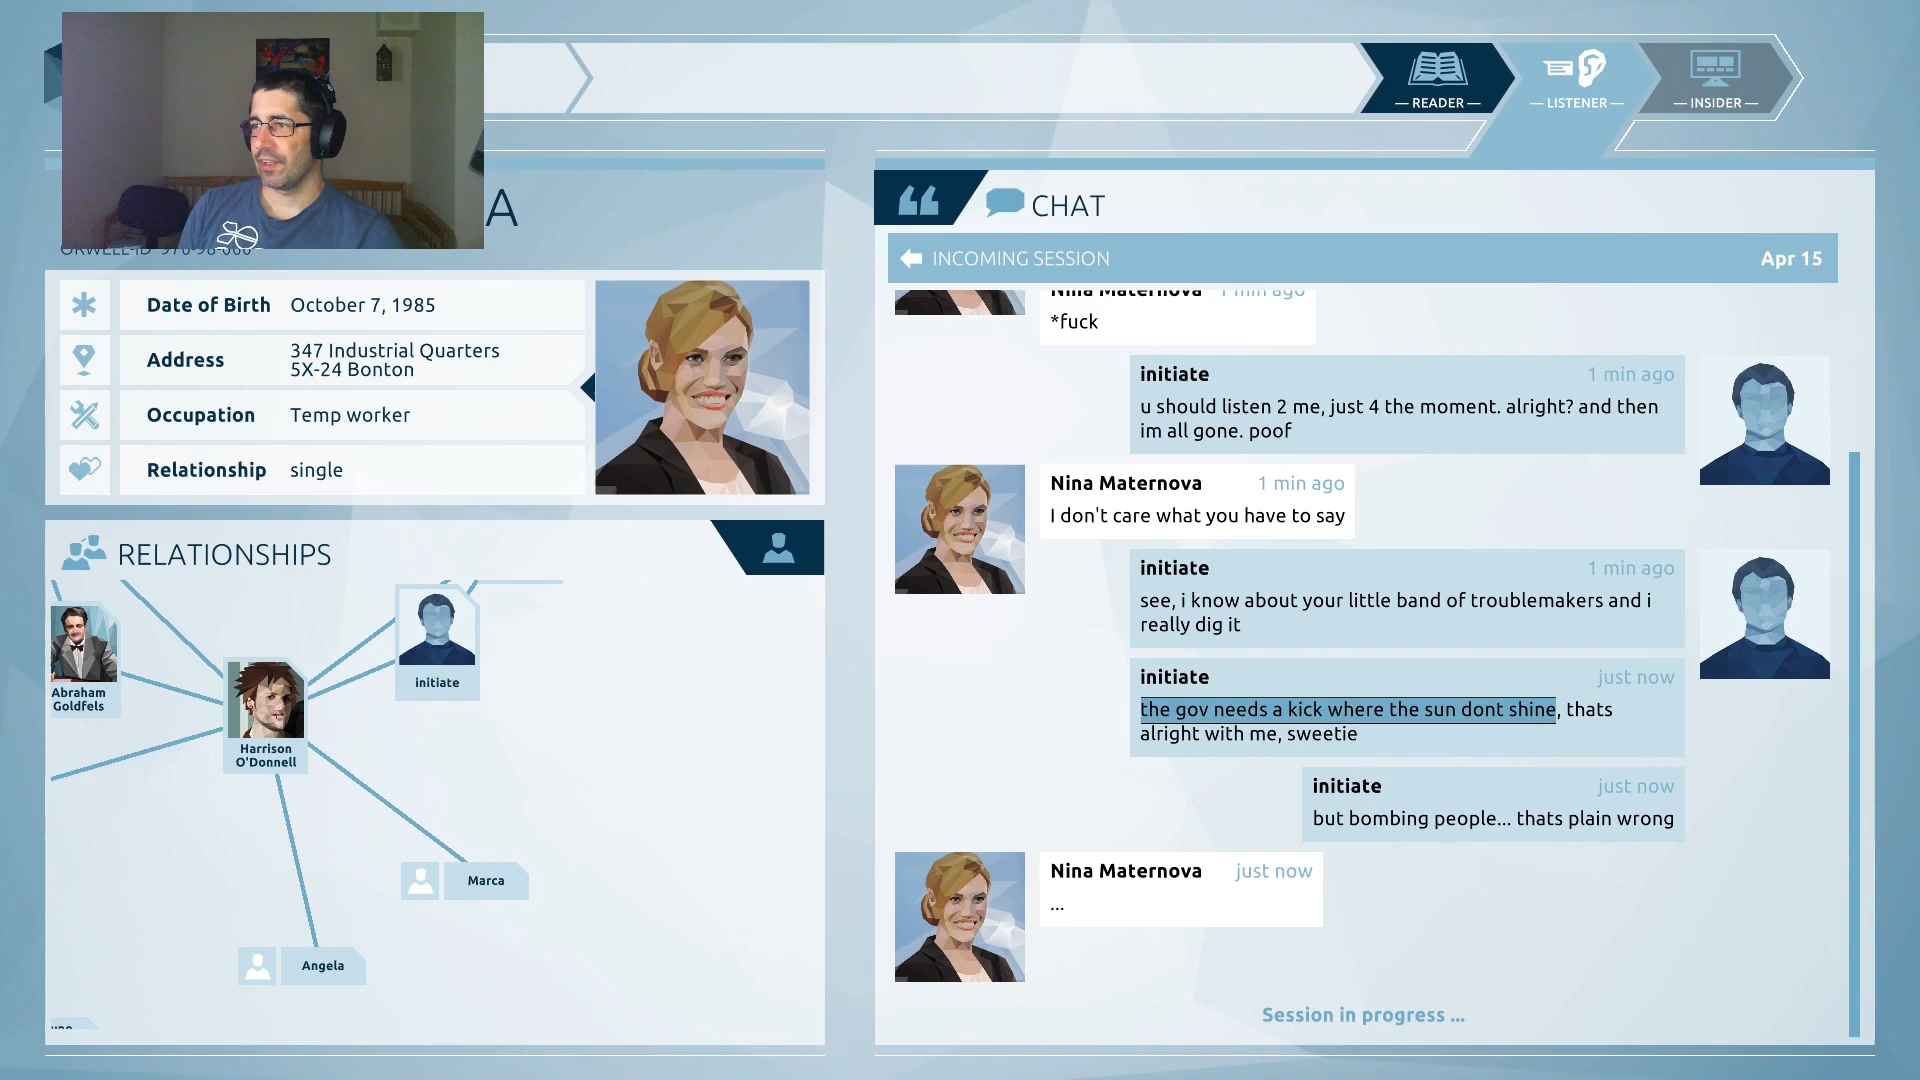 READER
LISTENER
INSIDER
A
Date of Birth October 7, 1985
Address 347 Industrial Quarters
5X-24 Bonton
Occupation Temp worker
Relationship single
RELATIONSHIPS
Abraham
Goldfels
initiate
Harrison
O'Donnell
Marca
Angela
CHAT
INCOMING SESSION Apr 15
Nina Maternova 1 min ago
*fuck
initiate 1 min ago
u should listen 2 me, just 4 the moment. alright? and then
im all gone. poof
Nina Maternova 1 min ago
I don't care what you have to say
initiate 1 min ago
see, i know about your little band of troublemakers and i
really dig it
initiate just now
the gov needs a kick where the sun dont shine, thats
alright with me, sweetie
initiate just now
but bombing people... thats plain wrong
Nina Maternova just now
...
Session in progress ...